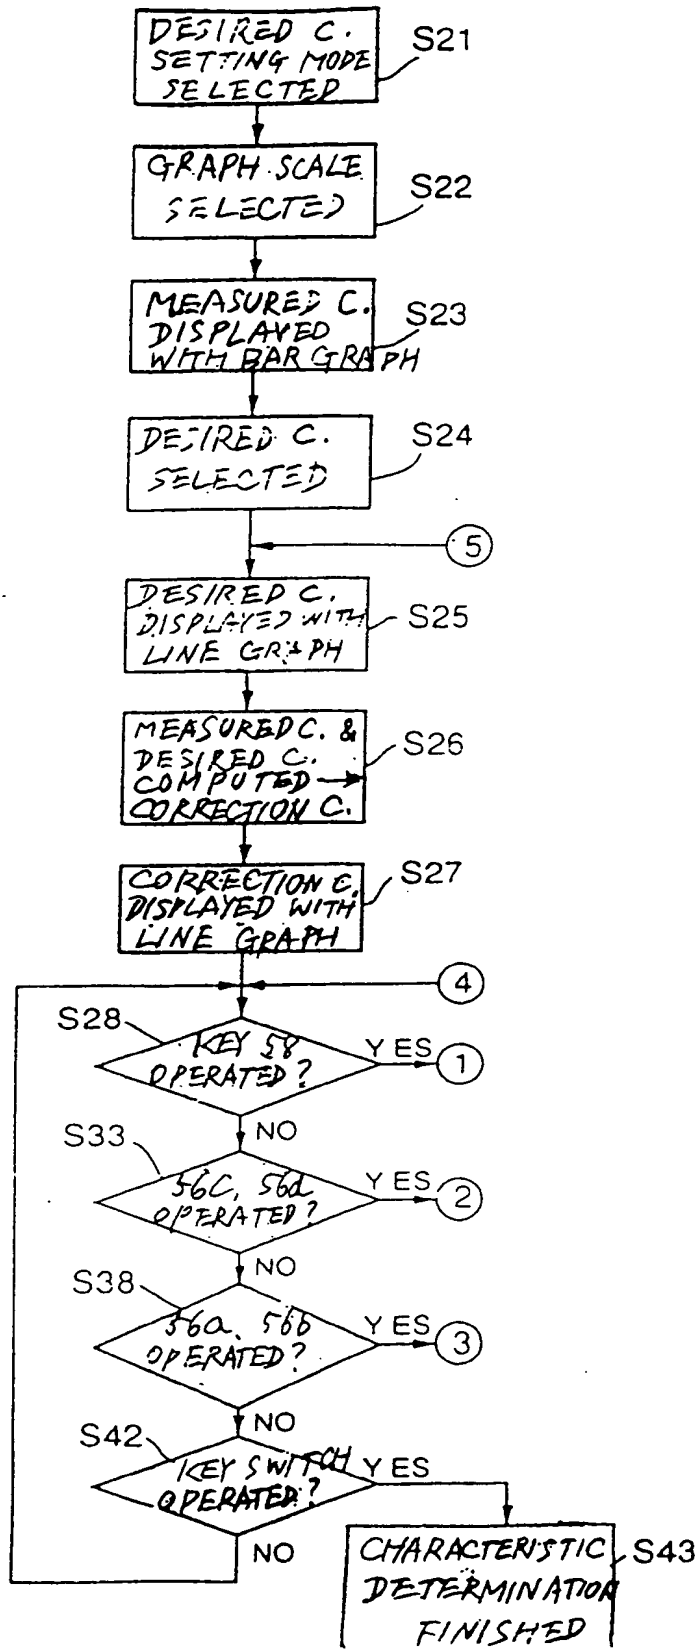 DESIRED C.
SETTING MODE
SELECTED
S21
GRAPH SCALE
SELECTED
S22
MEASURED C.
DISPLAYED
WITH BAR GRAPH
S23
DESIRED C.
SELECTED
S24
5
DESIRED C.
DISPLAYED WITH
LINE GRAPH
S25
MEASURED C. &
DESIRED C.
COMPUTED →
CORRECTION C.
S26
CORRECTION C.
DISPLAYED WITH
LINE GRAPH
S27
4
S28
KEY 58
OPERATED?
YES
1
NO
S33
56C, 56d
OPERATED?
YES
2
NO
S38
56a, 56b
OPERATED?
YES
3
NO
S42
KEY SWITCH
OPERATED?
YES
NO
CHARACTERISTIC
DETERMINATION
FINISHED
S43